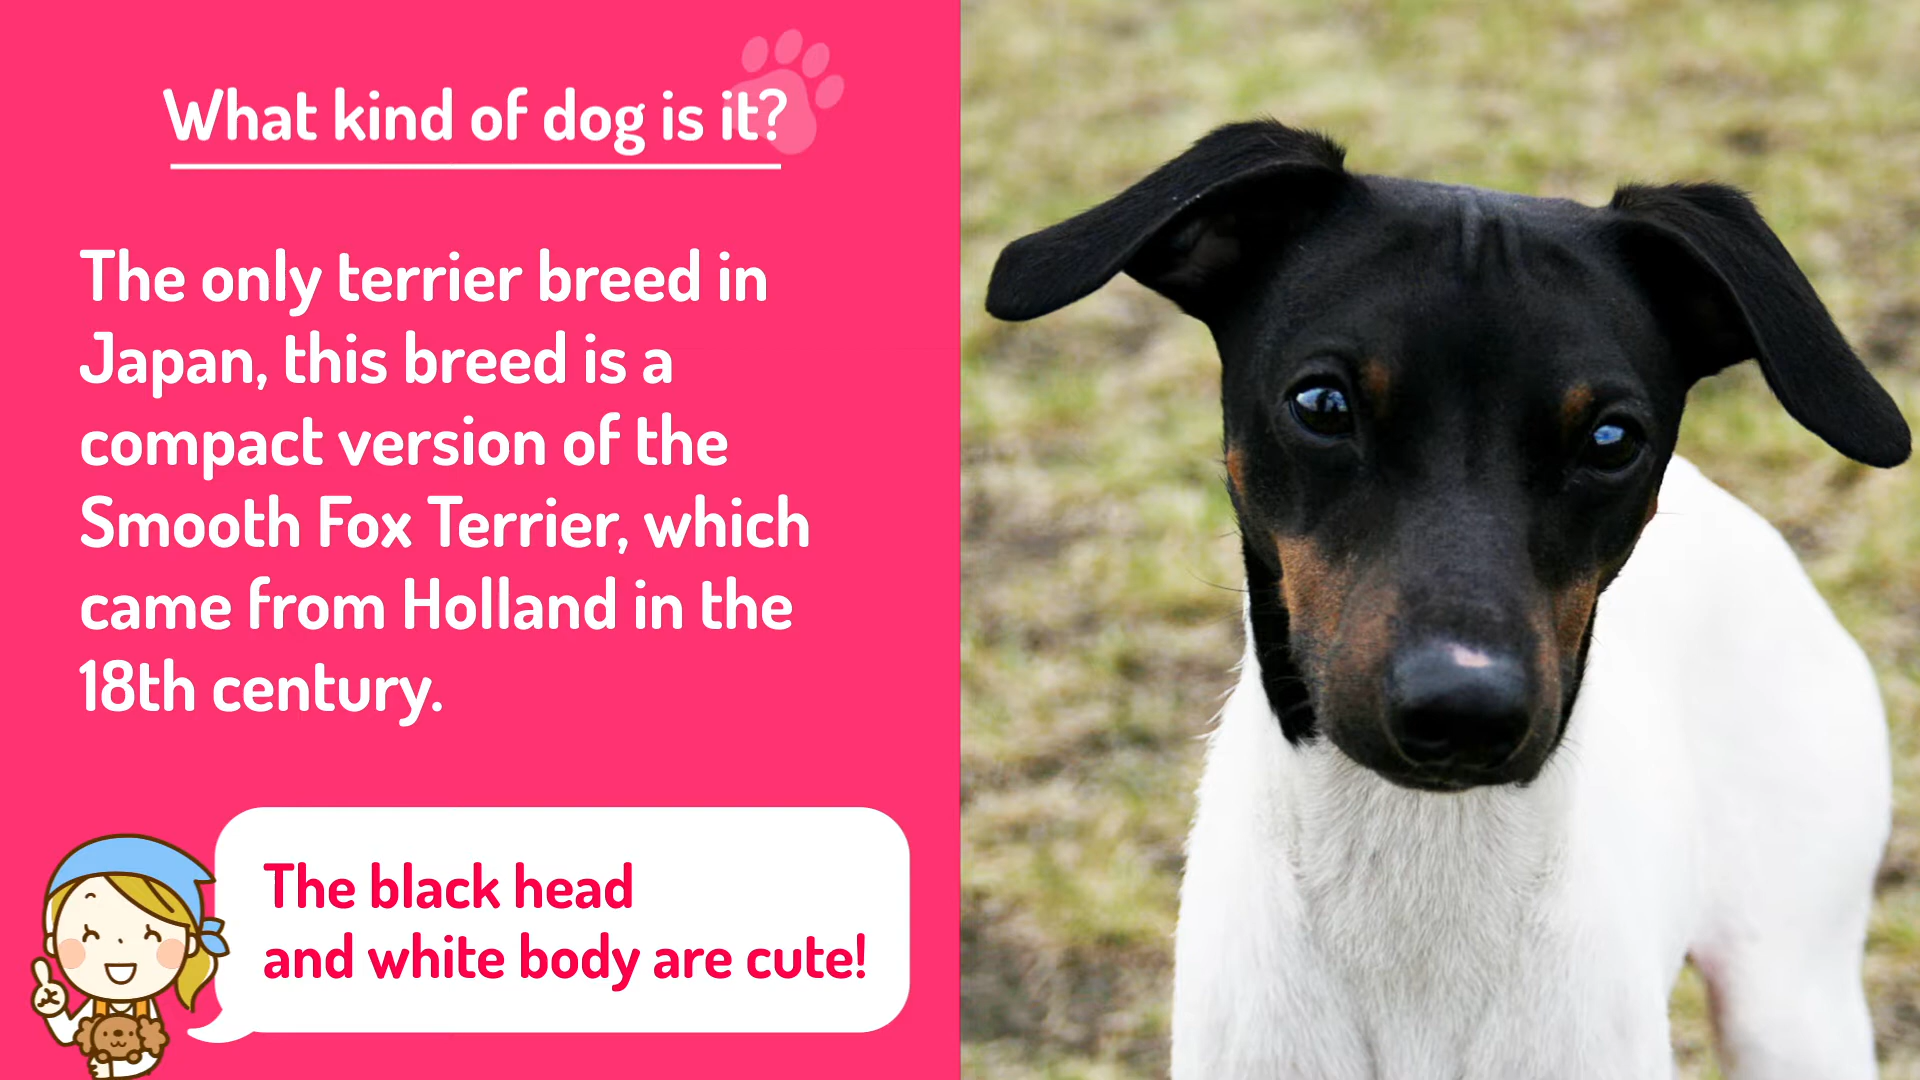 What kind of dog is it?
The only terrier breed in
Japan, this breed is a
compact version of the
Smooth Fox Terrier, which
came from Holland in the
18th century.
The black head
and white body are cute!